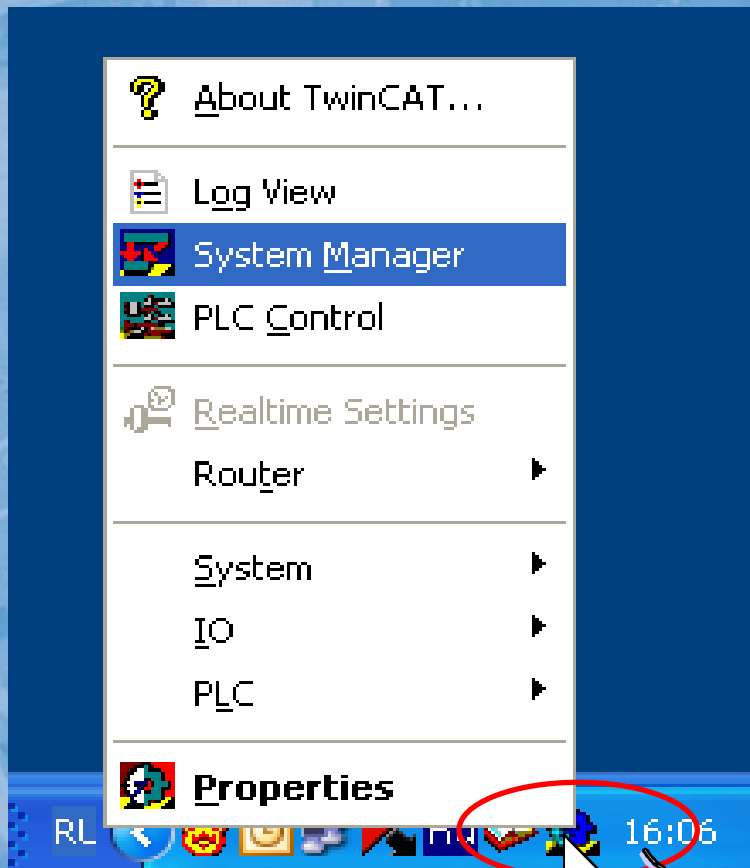 About TwinCAT...
Log View
System Manager
PLC Control
Realtime Settings
Router
System
IO
PLC
Properties
RL
16:06